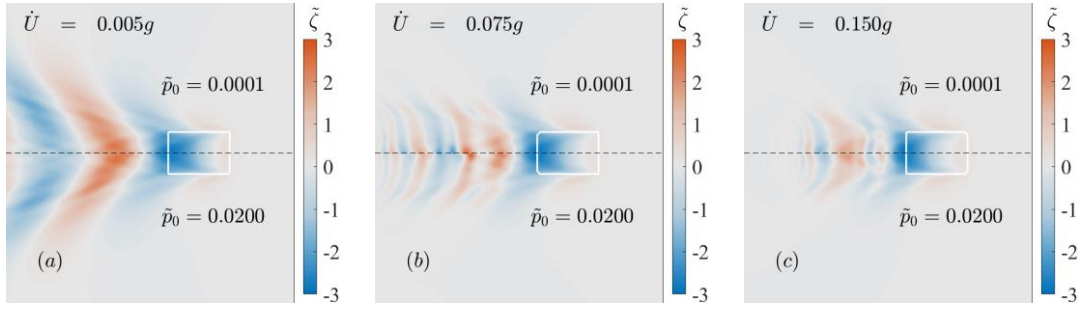 U̇ = 0.005g
ζ̃
3
2
1
0
-1
-2
-3
p̃₀ = 0.0001
p̃₀ = 0.0200
(a)
U̇ = 0.075g
ζ̃
3
2
1
0
-1
-2
-3
p̃₀ = 0.0001
p̃₀ = 0.0200
(b)
U̇ = 0.150g
ζ̃
3
2
1
0
-1
-2
-3
p̃₀ = 0.0001
p̃₀ = 0.0200
(c)